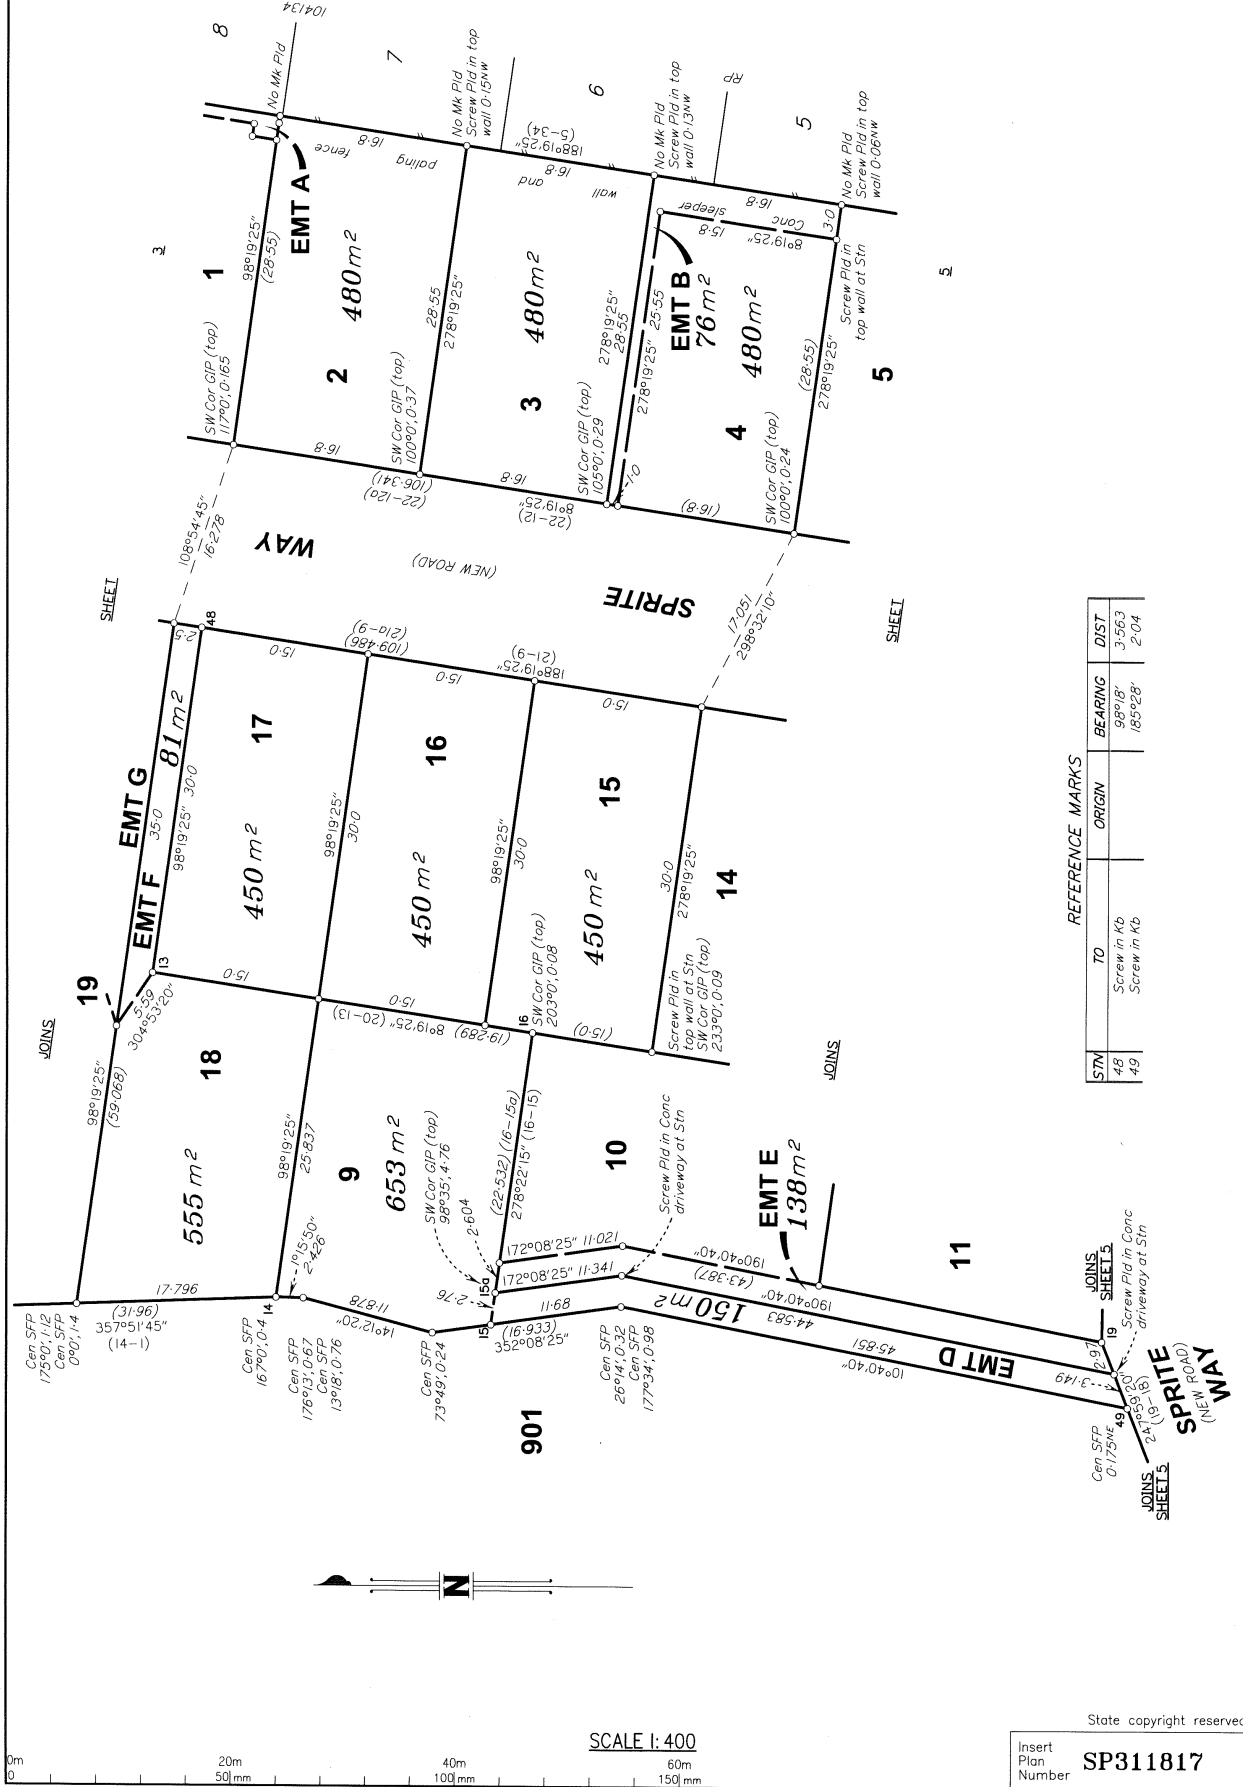 104134
8
7
6
5
RP
No Mk Pld
No Mk Pld
Screw Pld in top
wall 0·15NW
No Mk Pld
Screw Pld in top
wall 0·13NW
No Mk Pld
Screw Pld in top
wall 0·06NW
188°19'25"
(5-34)
16·8
16·8
16·8
Conc
sleeper
wall
and
paling
fence
3
1
EMT A
98°19'25"
(28·55)
SW Cor GIP (top)
117°0', 0·165
480 m²
2
16·8
28·55
278°19'25"
SW Cor GIP (top)
100°0', 0·37
480 m²
3
16·8
(106·341)
(22-12a)
8°19'25"
(22-12)
278°19'25"
28·55
SW Cor GIP (top)
105°0', 0·29
1·0
278°19'25" 25·55
EMT B
76 m²
480 m²
4
15·8
8°19'25"
3·0
Screw Pld in
top wall at Stn
(28·55)
278°19'25"
(16·8)
SW Cor GIP (top)
100°0', 0·24
5
5
108°54'45"
16·278
SPRITE
WAY
(NEW ROAD)
17·051
298°32'10"
SHEET
SHEET
2·5
48
15·0
(109·486)
(21a-9)
15·0
188°19'25"
(21-9)
15·0
EMT G
35·0
EMT F
81 m²
98°19'25" 30·0
17
450 m²
98°19'25"
30·0
16
450 m²
98°19'25"
30·0
15
450 m²
30·0
278°19'25"
14
13
15·0
15·0
8°19'25" (20-13)
(19·289)
16
(15·0)
SW Cor GIP (top)
203°0', 0·08
Screw Pld in
top wall at Stn
SW Cor GIP (top)
233°0', 0·09
JOINS
JOINS
19
5·59
304°53'20"
98°19'25"
(59·068)
18
555 m²
98°19'25"
25·837
9
653 m²
SW Cor GIP (top)
98°35', 4·76
2·604
(22·532) (16-15a)
278°22'15" (16-15)
10
Screw Pld in Conc
driveway at Stn
EMT E
138 m²
11
172°08'25" 11·021
172°08'25" 11·341
190°40'40"
(43·387)
190°40'40"
44·583
150 m²
EMT D
45·851
10°40'40"
15a
15
2·76
11·69
(16·933)
352°08'25"
Cen SFP
175°0', 1·12
Cen SFP
0°0', 1·4
17·796
(31·96)
357°51'45"
(14-1)
14
1°15'50"
2·426
Cen SFP
167°0', 0·4
Cen SFP
176°13', 0·67
Cen SFP
13°18', 0·76
11·878
14°12'20"
Cen SFP
73°49', 0·24
Cen SFP
26°14', 0·32
Cen SFP
177°34', 0·98
901
JOINS
SHEET 5
19
Screw Pld in Conc
driveway at Stn
2·97
3·149
49
247°59'20"
(19-18)
SPRITE
(NEW ROAD)
WAY
Cen SFP
0·175NE
JOINS
SHEET 5
REFERENCE MARKS
STN TO ORIGIN BEARING DIST
48 Screw in Kb 98°18' 3·563
49 Screw in Kb 185°28' 2·04
N
SCALE 1:400
0m 20m 40m 60m
0 50 mm 100 mm 150 mm
State copyright reserved
Insert
Plan
Number
SP311817